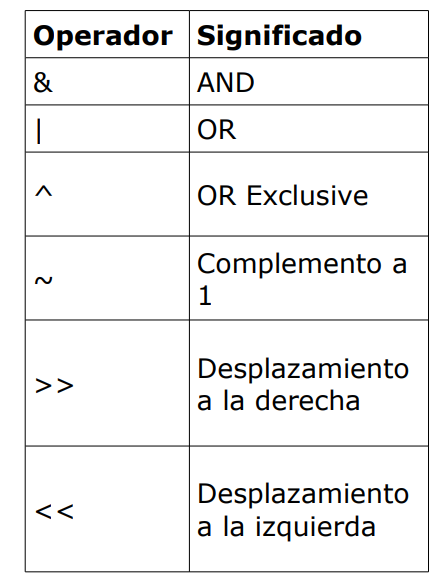 Operador Significado
& AND
| OR
^ OR Exclusive
~ Complemento a
1
>> Desplazamiento
a la derecha
<< Desplazamiento
a la izquierda